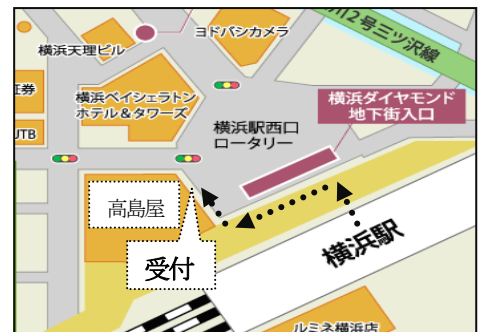 ヨドバシカメラ
2号三ツ沢線
横浜天理ビル
証券
横浜ベイシェラトン
ホテル&タワーズ
横浜ダイヤモンド
地下街入口
JTB
横浜駅西口
ロータリー
高島屋
受付
横浜駅
ルミネ横浜店